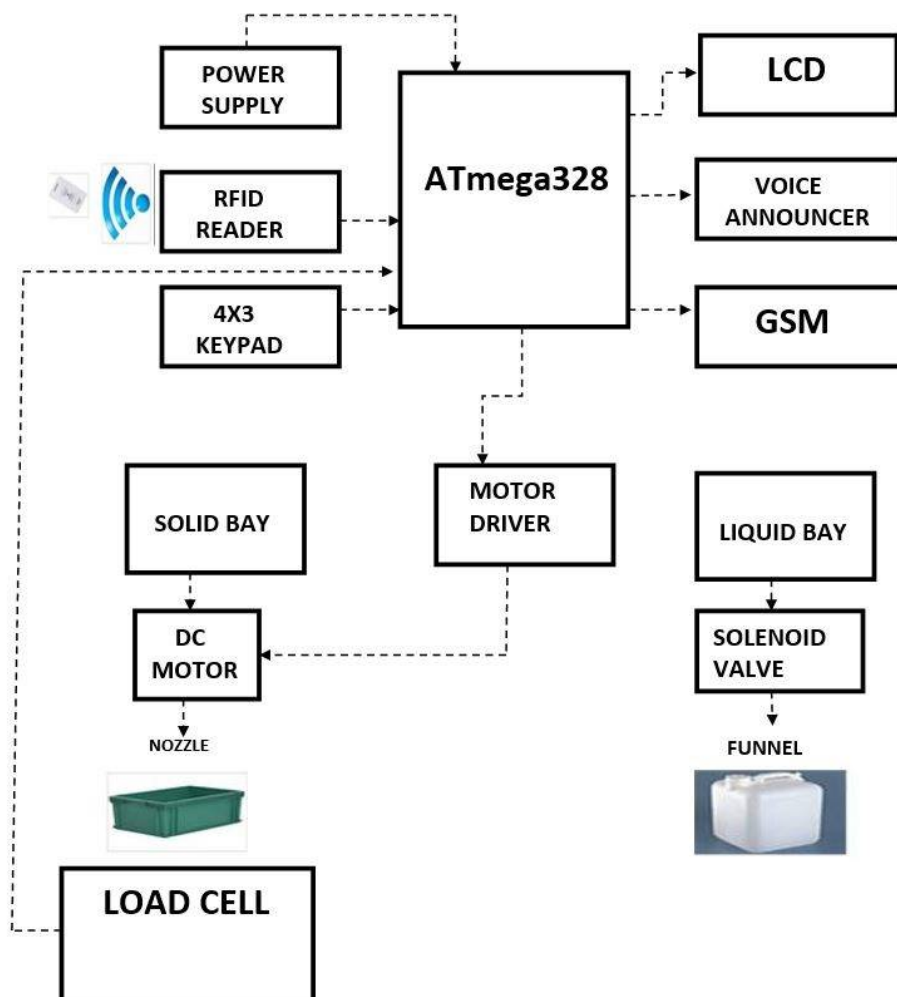 POWER
SUPPLY
LCD
ATmega328
RFID
READER
VOICE
ANNOUNCER
4X3
KEYPAD
GSM
SOLID BAY
MOTOR
DRIVER
LIQUID BAY
DC
MOTOR
SOLENOID
VALVE
NOZZLE
FUNNEL
LOAD CELL